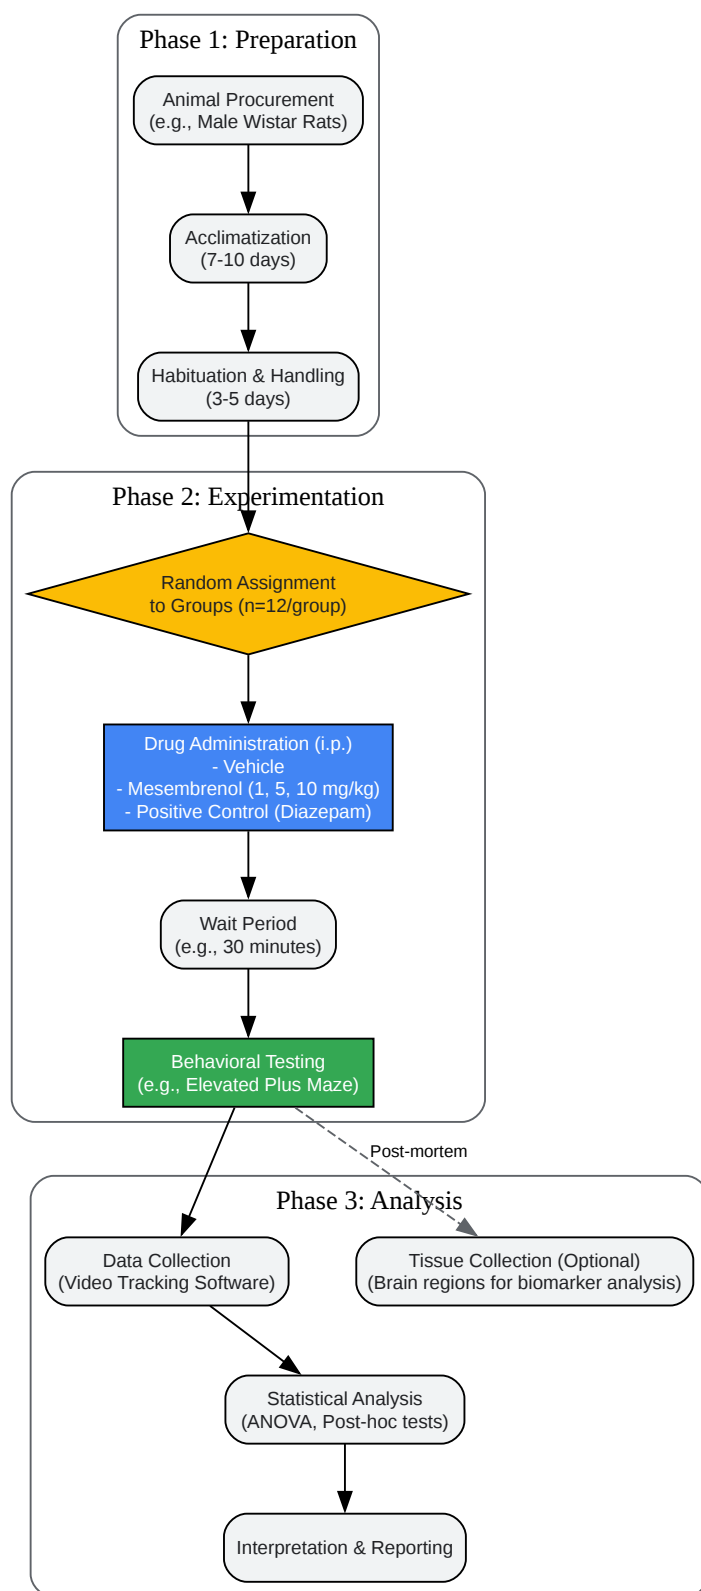 Phase 1: Preparation
Animal Procurement
(e.g., Male Wistar Rats)
Acclimatization
(7-10 days)
Habituation & Handling
(3-5 days)
Phase 2: Experimentation
Random Assignment
to Groups (n=12/group)
Drug Administration (i.p.)
- Vehicle
- Mesembrenol (1, 5, 10 mg/kg)
- Positive Control (Diazepam)
Wait Period
(e.g., 30 minutes)
Behavioral Testing
(e.g., Elevated Plus Maze)
Post-mortem
Phase 3: Analysis
Data Collection
(Video Tracking Software)
Tissue Collection (Optional)
(Brain regions for biomarker analysis)
Statistical Analysis
(ANOVA, Post-hoc tests)
Interpretation & Reporting